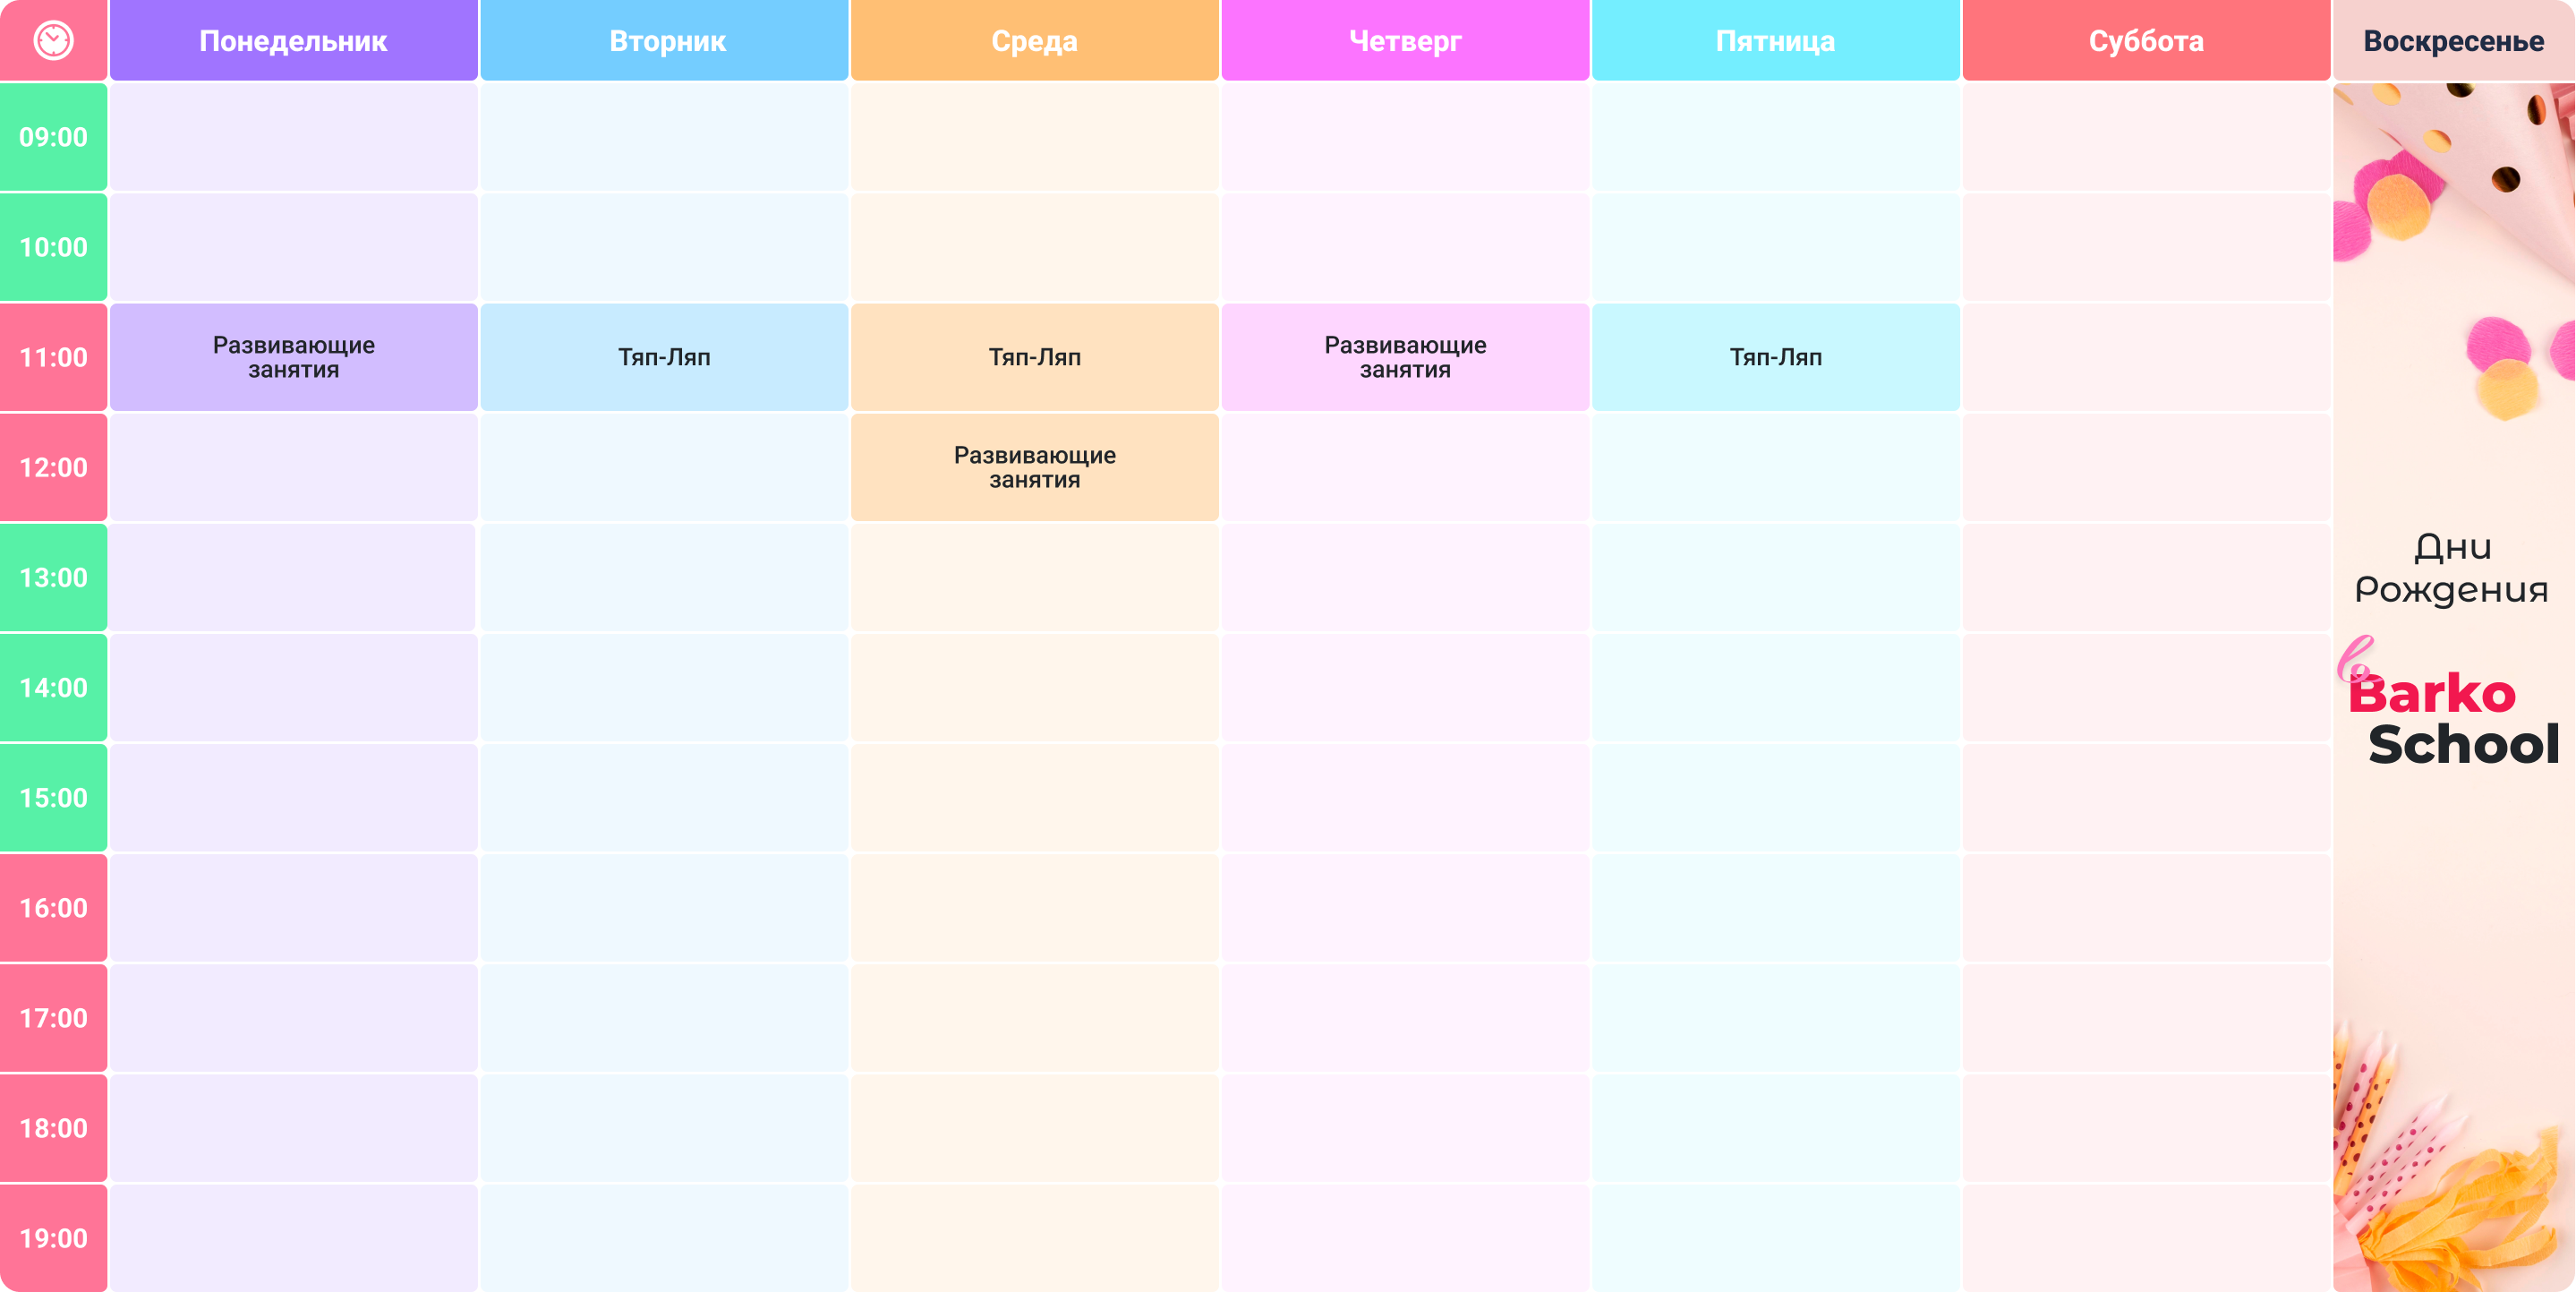 Понедельник
Вторник
Среда
Четверг
Пятница
Суббота
Воскресенье
09:00
10:00
11:00
Развивающие
занятия
Тяп-Ляп
Тяп-Ляп
Развивающие
занятия
Тяп-Ляп
12:00
Развивающие
занятия
13:00
14:00
15:00
16:00
17:00
18:00
19:00
Дни
Рождения
в
Barko
School